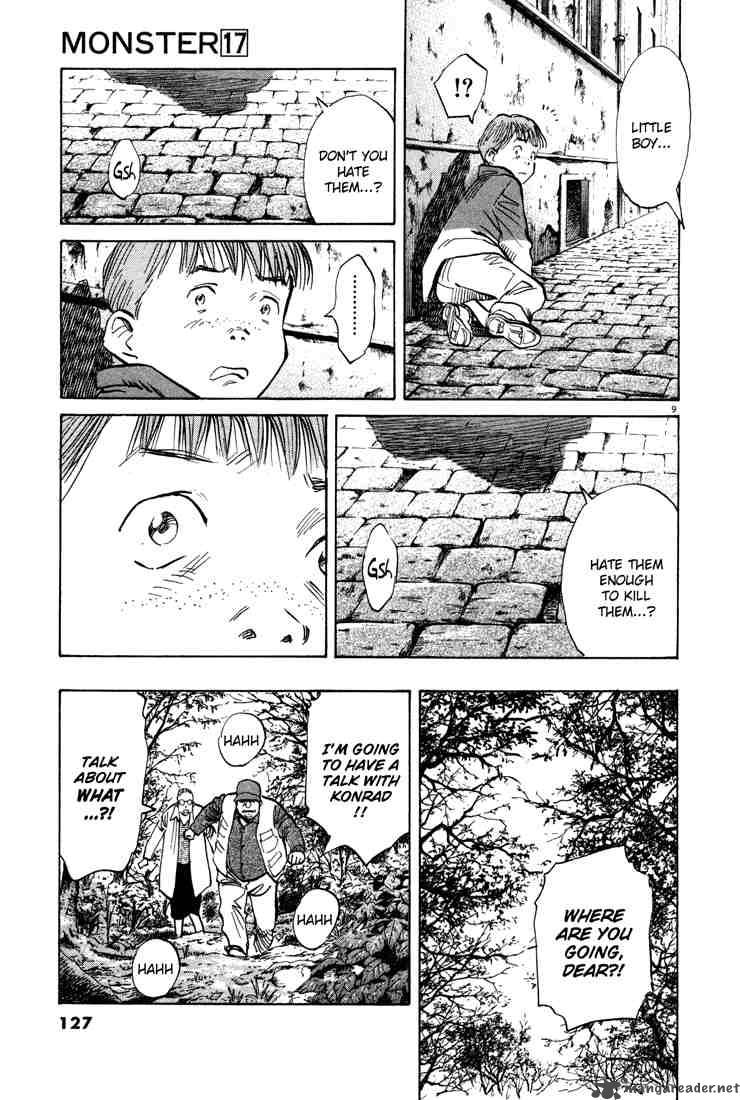 MONSTER 17
LITTLE
BOY...
!?
DON'T YOU
HATE
THEM...?
Gsh
.........
9
HATE THEM
ENOUGH
TO KILL
THEM...?
Gsh
WHERE
ARE YOU
GOING,
DEAR?!
I'M GOING
TO HAVE A
TALK WITH
KONRAD
!!
HAHH
TALK
ABOUT
WHAT
...?!
HAHH
HAHH
127
mangareader.net